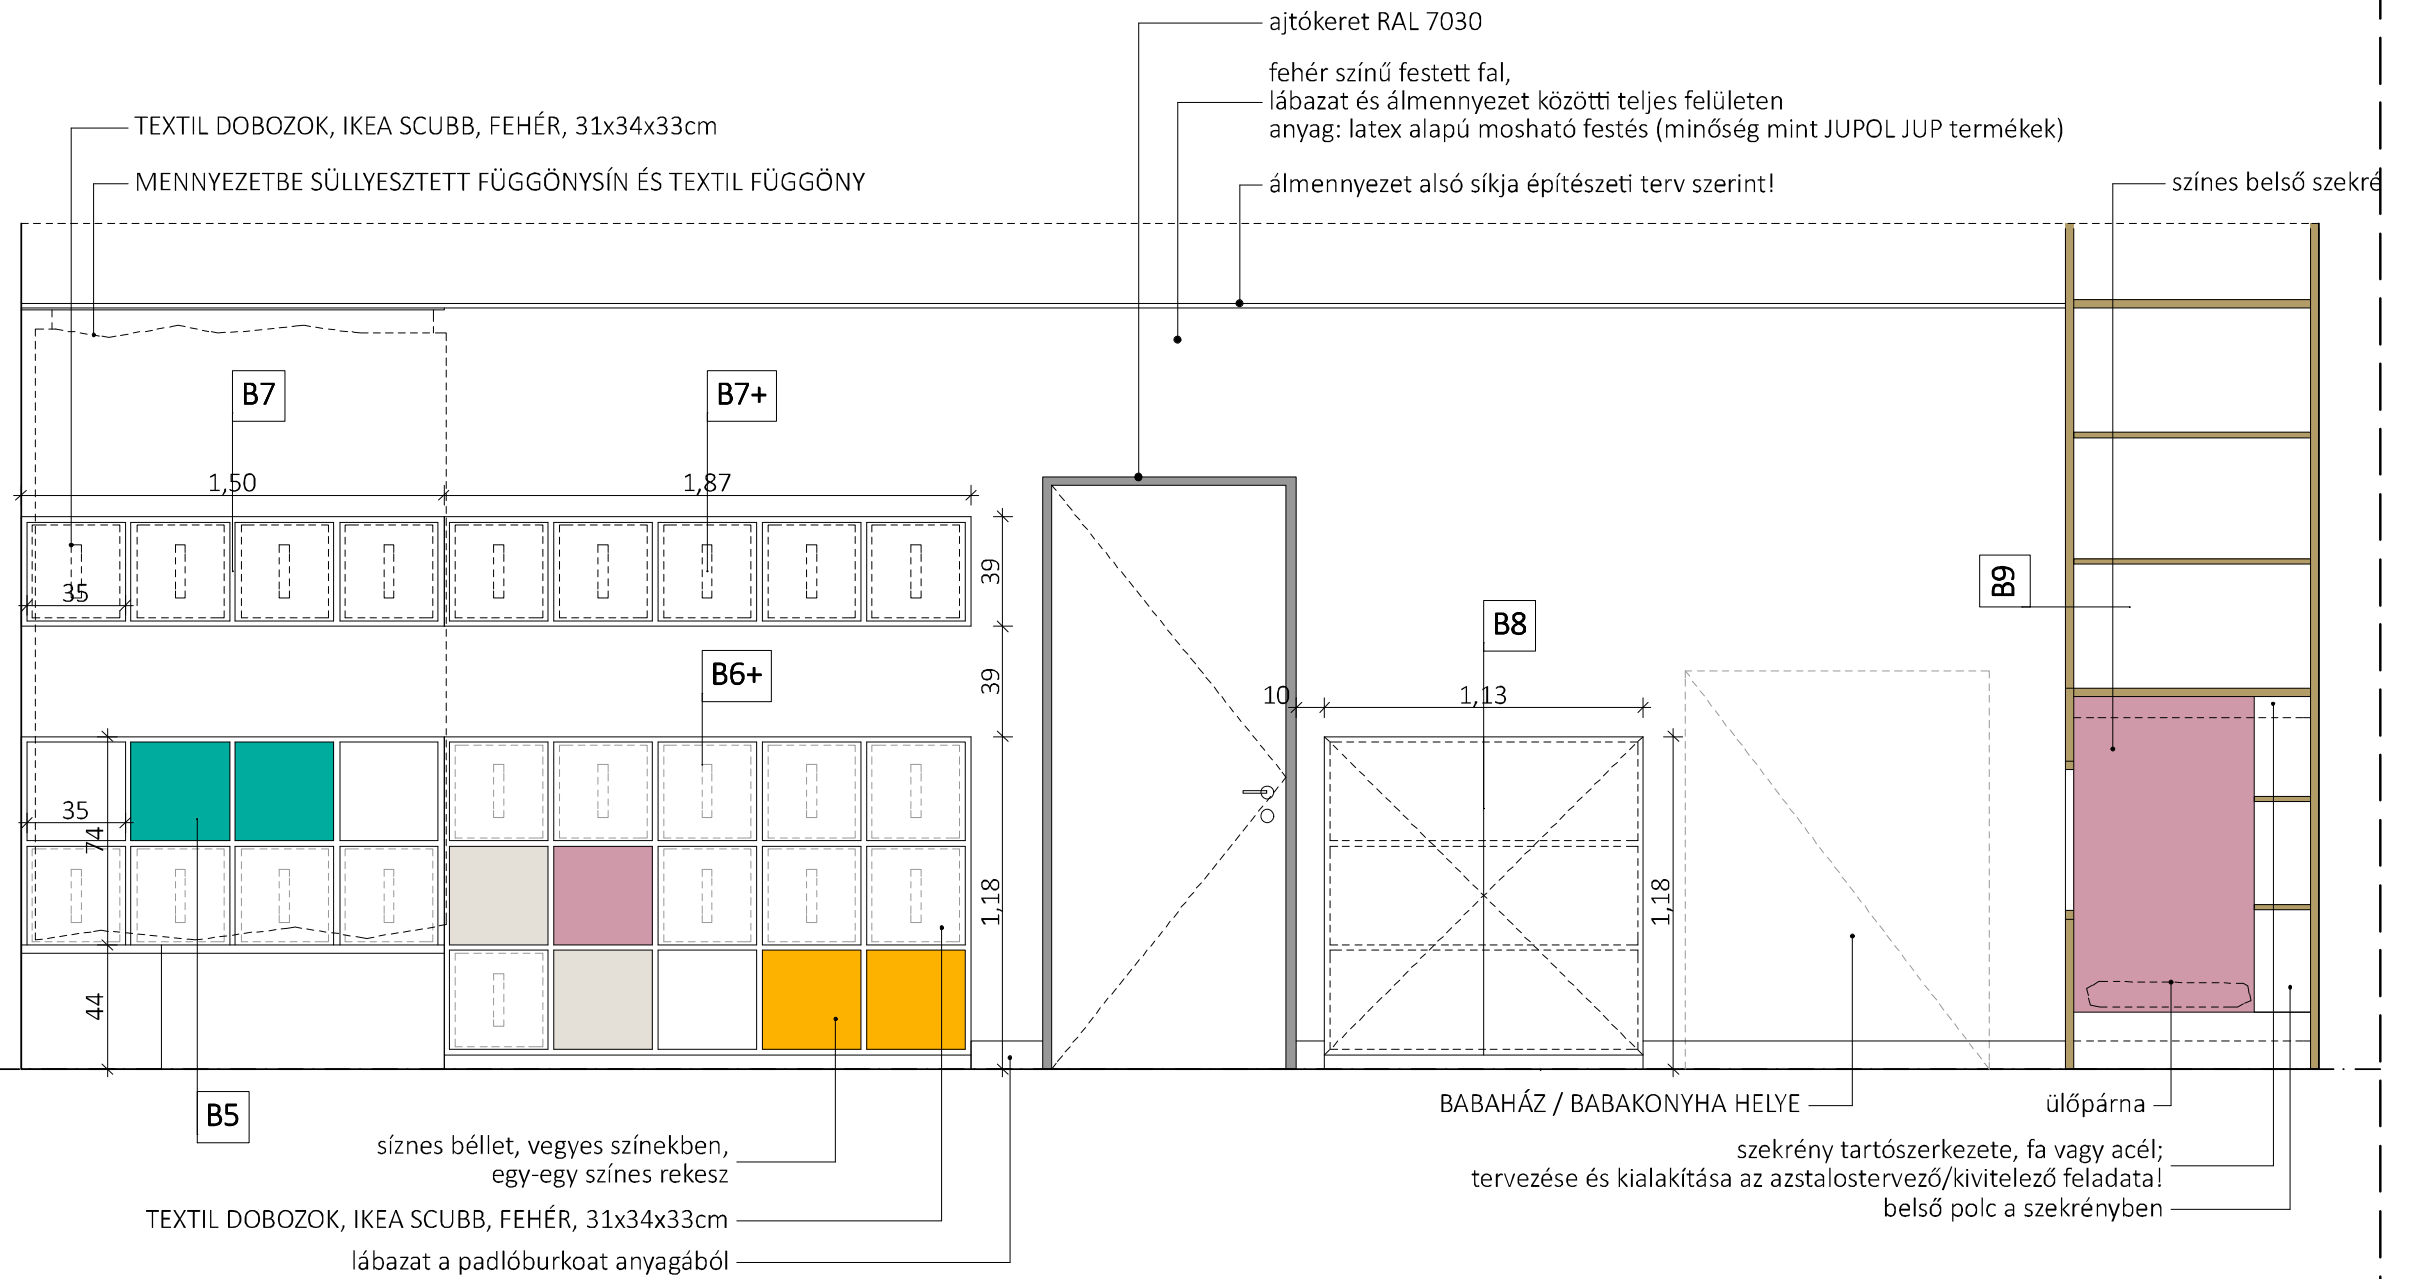 ajtókeret RAL 7030
fehér színű festett fal,
lábazat és álmennyezet közötti teljes felületen
anyag: latex alapú mosható festés (minőség mint JUPOL JUP termékek)
TEXTIL DOBOZOK, IKEA SCUBB, FEHÉR, 31x34x33cm
MENNYEZETBE SÜLLYESZTETT FÜGGÖNYSÍN ÉS TEXTIL FÜGGÖNY
álmennyezet alsó síkja építészeti terv szerint!
színes belső szekré
B7
B7+
1,50
1,87
39
35
B9
B8
B6+
39
10
1,13
35
74
1,18
1,18
44
B5
BABAHÁZ / BABAKONYHA HELYE
ülőpárna
síznes béllet, vegyes színekben,
egy-egy színes rekesz
szekrény tartószerkezete, fa vagy acél;
tervezése és kialakítása az azstalostervező/kivitelező feladata!
belső polc a szekrényben
TEXTIL DOBOZOK, IKEA SCUBB, FEHÉR, 31x34x33cm
lábazat a padlóburkoat anyagából